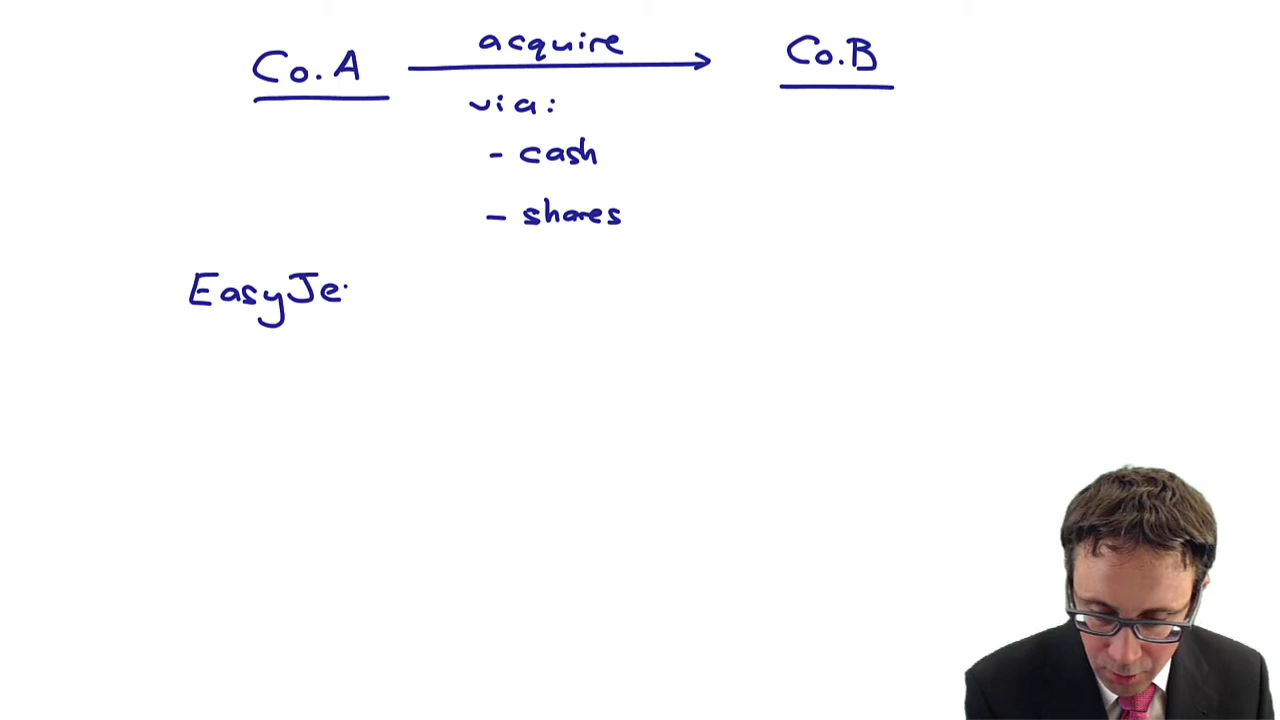 Co. A acquire Co. B
via:
- cash
- shares
EasyJe